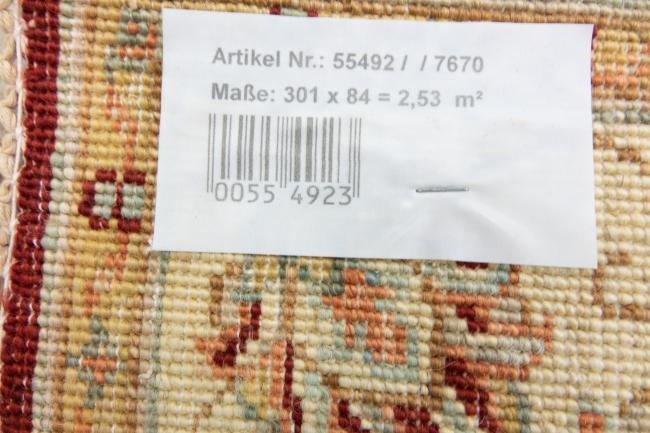 Artikel Nr.: 55492 / / 7670
Maße: 301 x 84 = 2,53 m²
0055 4923